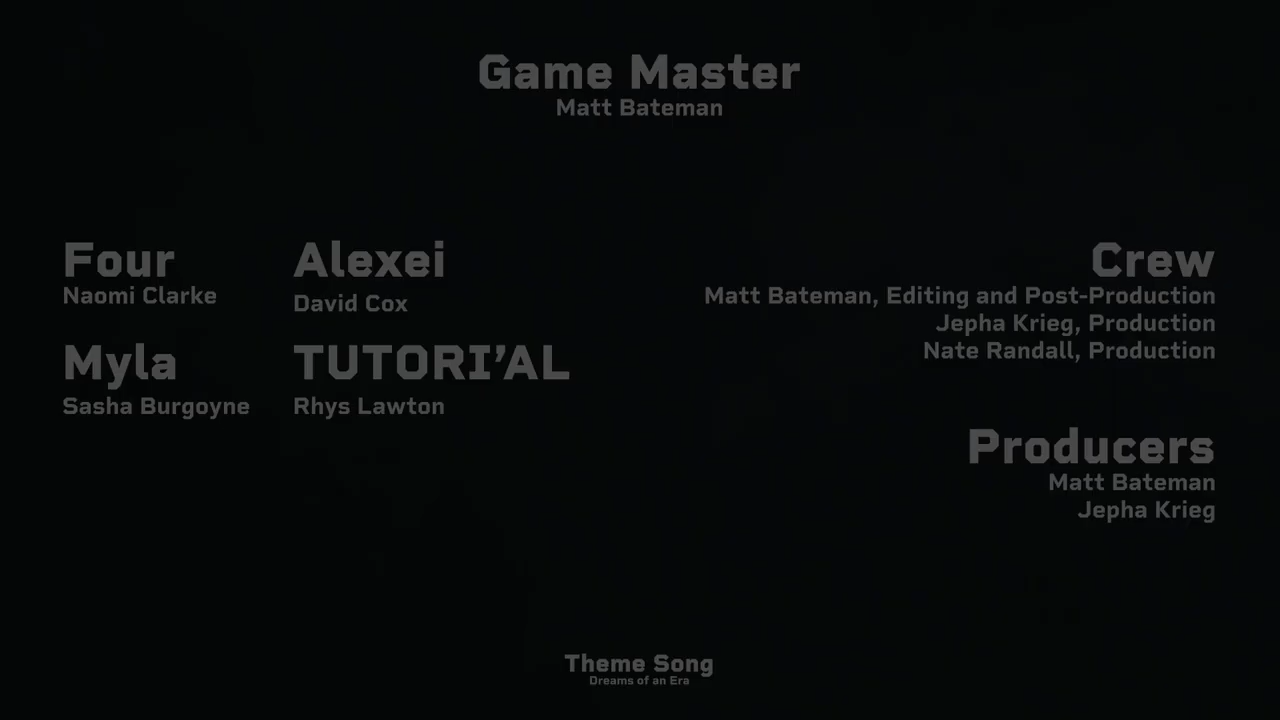 Game Master
Matt Bateman
Four
Naomi Clarke
Alexei
David Cox
Myla
Sasha Burgoyne
TUTORI’AL
Rhys Lawton
Crew
Matt Bateman, Editing and Post-Production
Jepha Krieg, Production
Nate Randall, Production
Producers
Matt Bateman
Jepha Krieg
Theme Song
Dreams of an Era